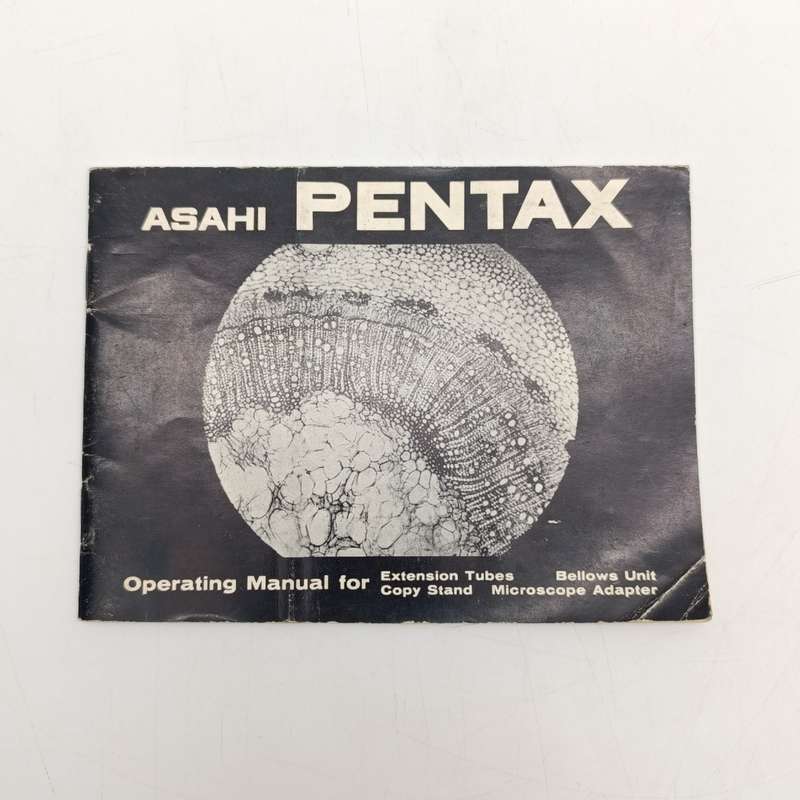 ASAHI PENTAX
Operating Manual for Extension Tubes Bellows Unit
Copy Stand Microscope Adapter